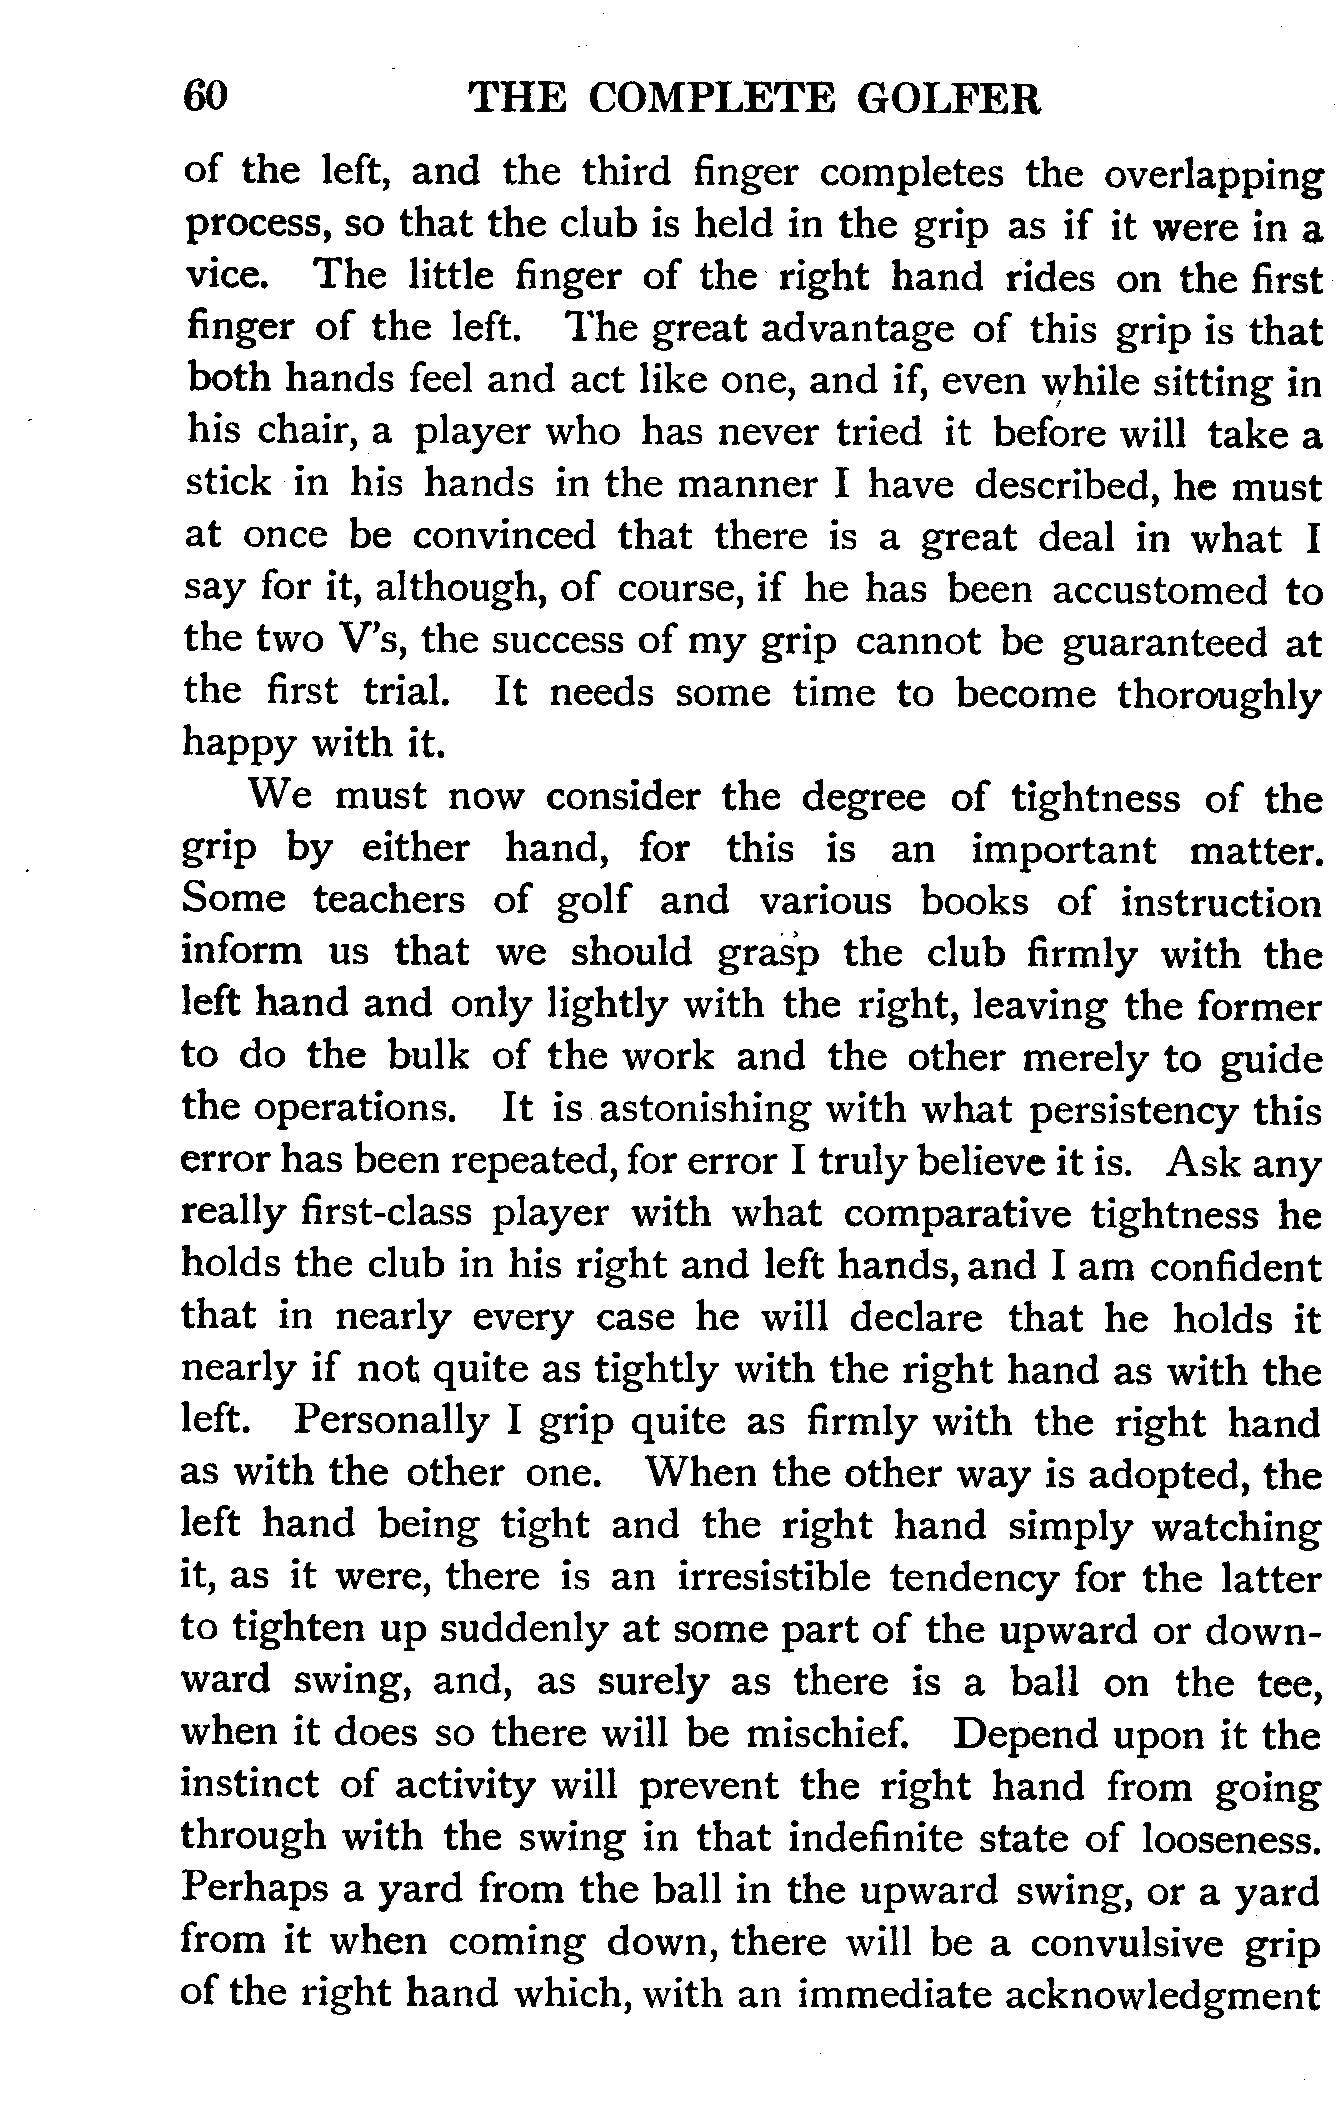 60 THE COMPLETE GOLFER
of the left, and the third finger completes the overlapping
process, so that the club is held in the grip as if it were in a
vice. The little finger of the right hand rides on the first
finger of the left. The great advantage of this grip is that
both hands feel and act like one, and if, even while sitting in
his chair, a player who has never tried it before will take a
stick in his hands in the manner I have described, he must
at once be convinced that there is a great deal in what I
say for it, although, of course, if he has been accustomed to
the two V's, the success of my grip cannot be guaranteed at
the first trial. It needs some time to become thoroughly
happy with it.
We must now consider the degree of tightness of the
grip by either hand, for this is an important matter.
Some teachers of golf and various books of instruction
inform us that we should grasp the club firmly with the
left hand and only lightly with the right, leaving the former
to do the bulk of the work and the other merely to guide
the operations. It is astonishing with what persistency this
error has been repeated, for error I truly believe it is. Ask any
really first-class player with what comparative tightness he
holds the club in his right and left hands, and I am confident
that in nearly every case he will declare that he holds it
nearly if not quite as tightly with the right hand as with the
left. Personally I grip quite as firmly with the right hand
as with the other one. When the other way is adopted, the
left hand being tight and the right hand simply watching
it, as it were, there is an irresistible tendency for the latter
to tighten up suddenly at some part of the upward or down-
ward swing, and, as surely as there is a ball on the tee,
when it does so there will be mischief. Depend upon it the
instinct of activity will prevent the right hand from going
through with the swing in that indefinite state of looseness.
Perhaps a yard from the ball in the upward swing, or a yard
from it when coming down, there will be a convulsive grip
of the right hand which, with an immediate acknowledgment